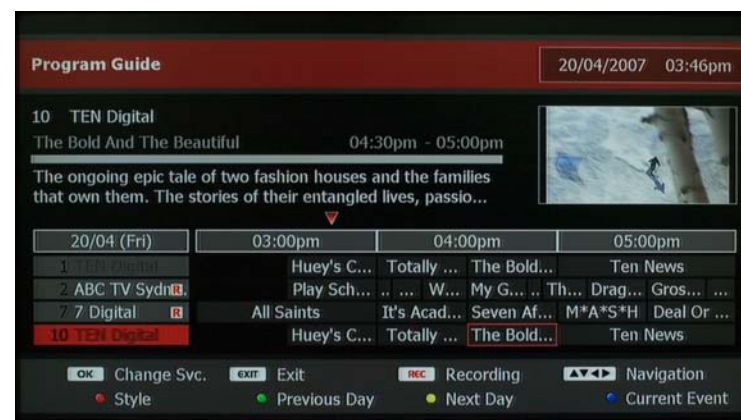 Program Guide 20/04/2007 03:46pm
10 TEN Digital
The Bold And The Beautiful 04:30pm - 05:00pm
The ongoing epic tale of two fashion houses and the families
that own them. The stories of their entangled lives, passio...
20/04 (Fri) 03:00pm 04:00pm 05:00pm
1 TEN Digital Huey's C... Totally ... The Bold... Ten News
2 ABC TV Sydn... R Play Sch... .. ... W... My G... .. Th... Drag... Gros... ...
7 7 Digital R All Saints It's Acad... Seven Af... M*A*S*H Deal Or ...
10 TEN Digital Huey's C... Totally ... The Bold... Ten News
OK Change Svc. EXIT Exit REC Recording ▲▼◄► Navigation
Style Previous Day Next Day Current Event